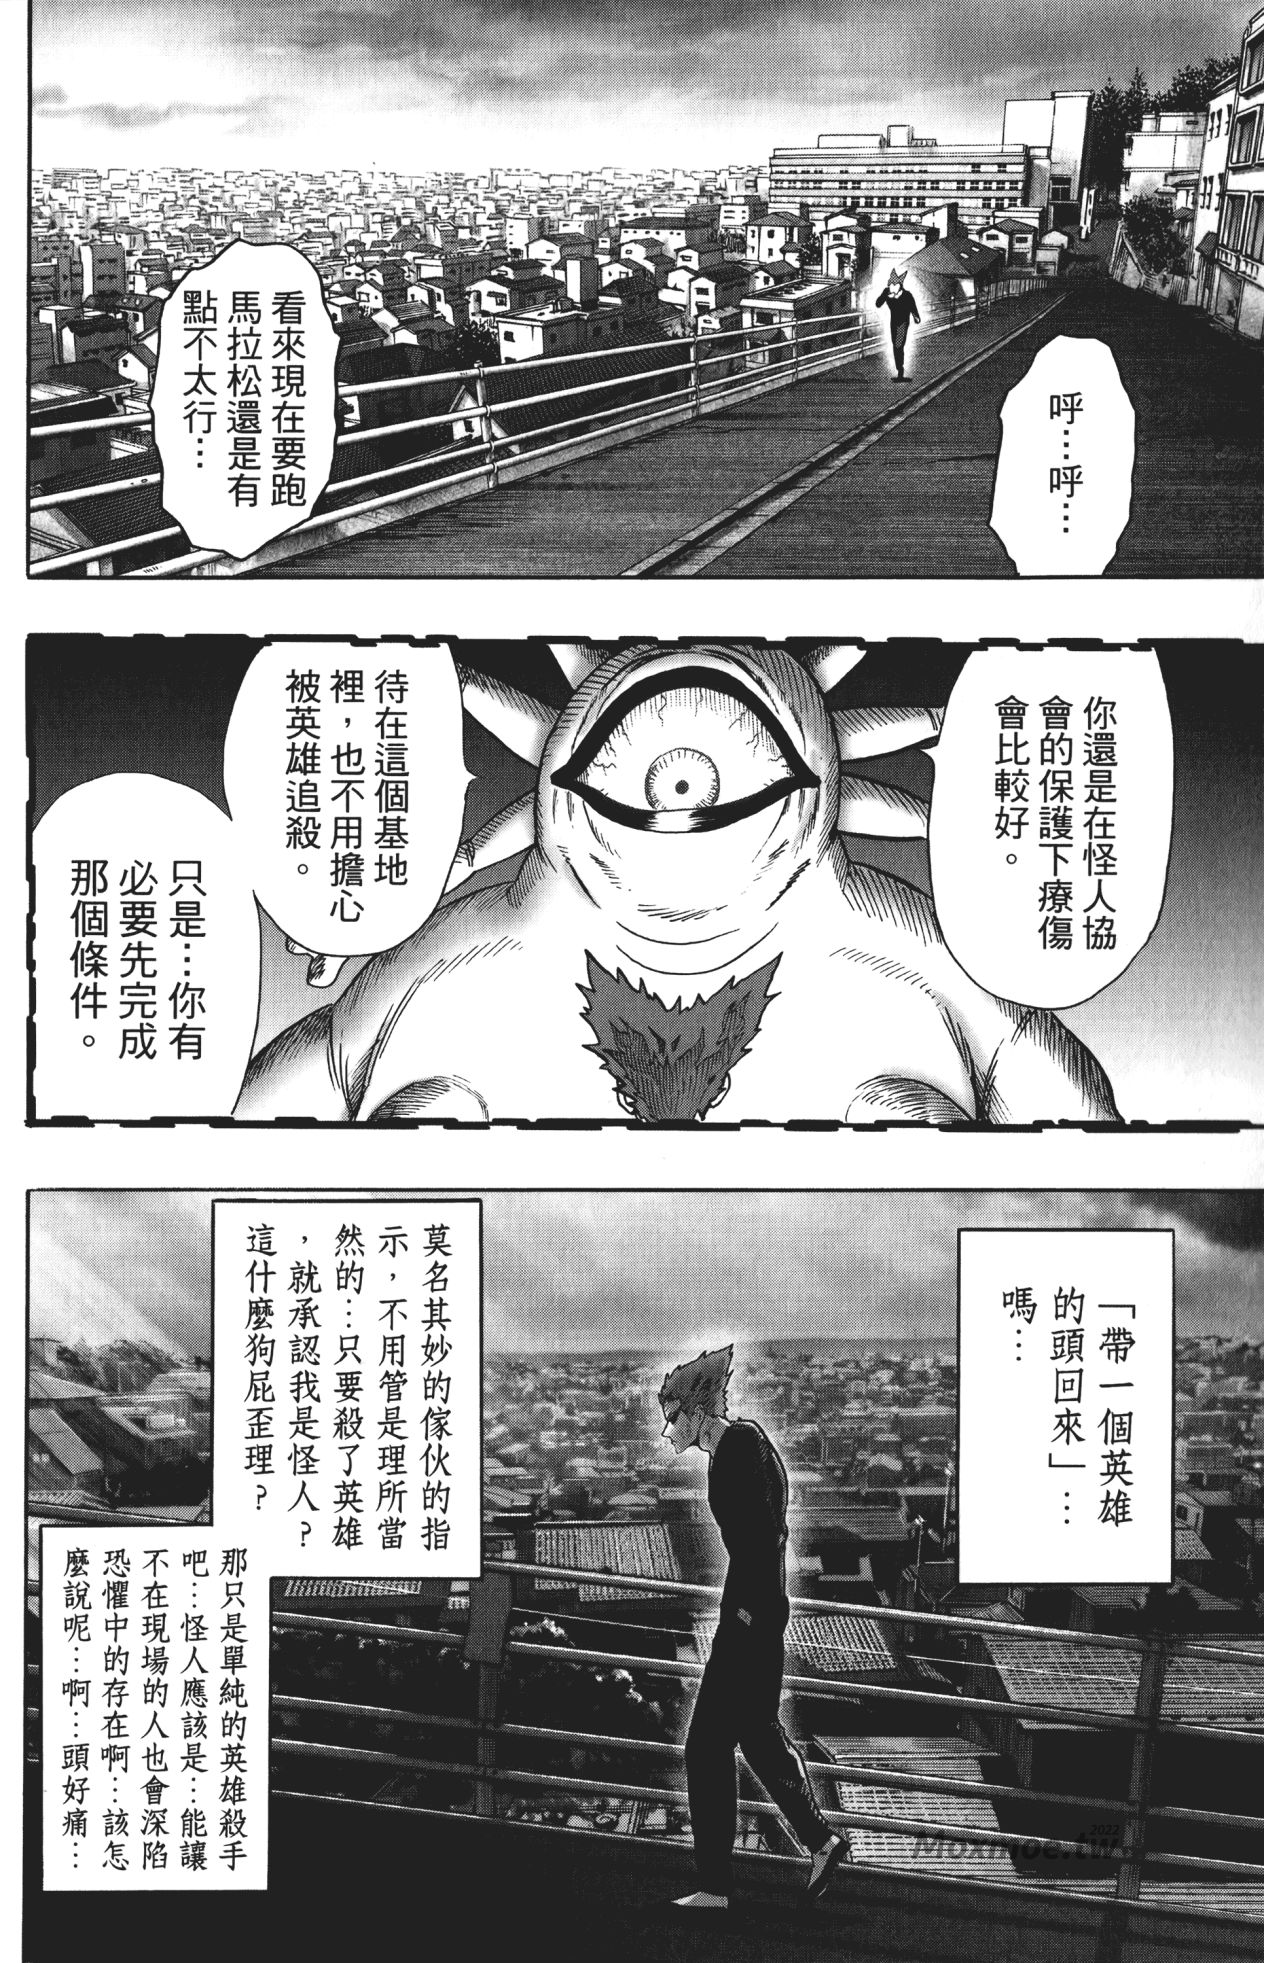 呼…呼…
看來現在要跑
馬拉松還是有
點不太行…
你還是在怪人協
會的保護下療傷
會比較好。
待在這個基地
裡，也不用擔心
被英雄追殺。
只是…你有
必要先完成
那個條件。
「帶一個英雄
的頭回來」…
嗎…
莫名其妙的傢伙的指
示，不用管是理所當
然的…只要殺了英雄
，就承認我是怪人？
這什麼狗屁歪理？
那只是單純的英雄殺手
吧…怪人應該是…能讓
不在現場的人也會深陷
恐懼中的存在啊…該怎
麼說呢…啊…頭好痛…
2022
Moxmoe.tw